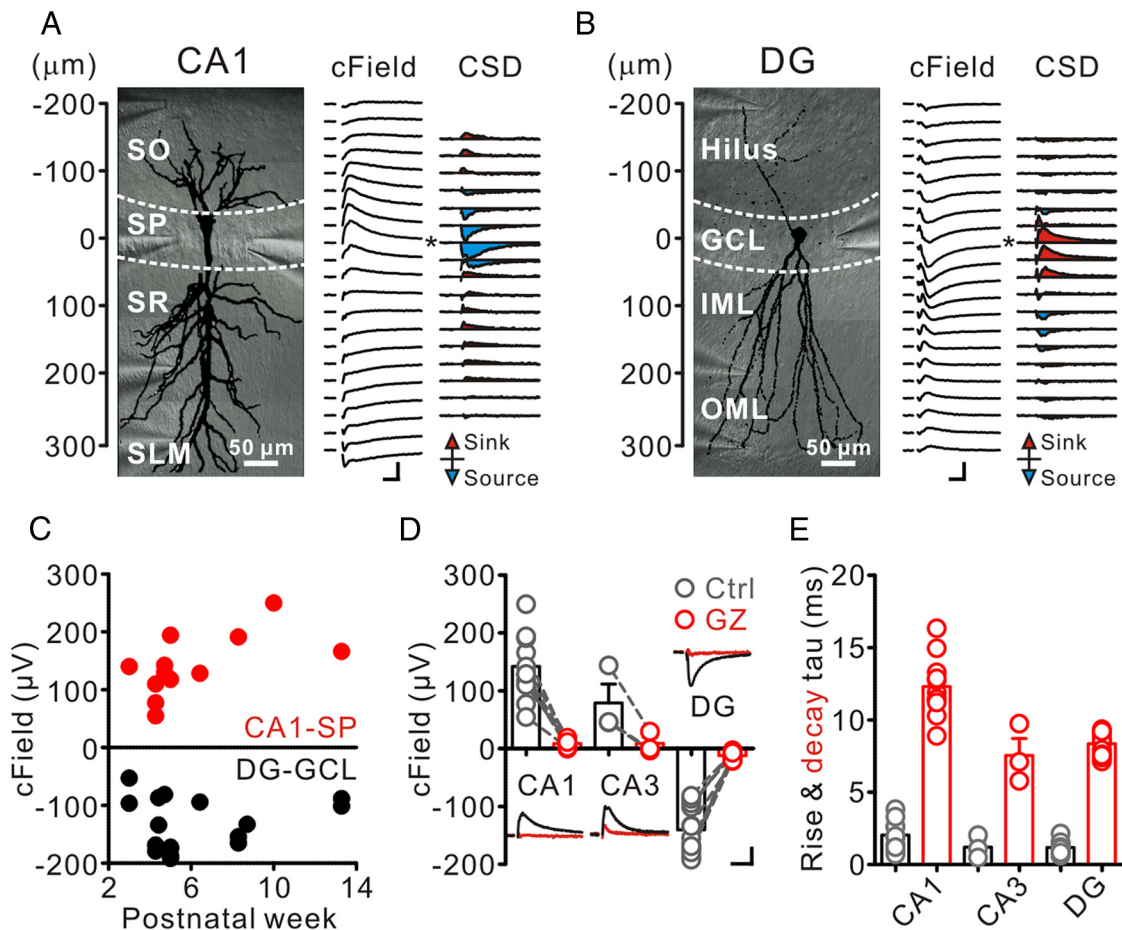 A
B
(μm) CA1 cField CSD
(μm) DG cField CSD
-200
-100
0
100
200
300
SO
SP
SR
SLM
50 μm
*
Sink
Source
-200
-100
0
100
200
300
Hilus
GCL
IML
OML
50 μm
*
Sink
Source
C
D
E
cField (μV)
300
200
100
0
-100
-200
CA1-SP
DG-GCL
2 6 10 14
Postnatal week
cField (μV)
300
200
100
0
-100
-200
Ctrl
GZ
DG
CA1 CA3
Rise & decay tau (ms)
20
15
10
5
0
CA1 CA3 DG